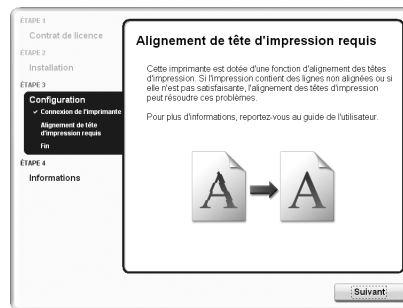 ÉTAPE 1
Contrat de licence
ÉTAPE 2
Installation
ÉTAPE 3
Configuration
✓ Connexion de l'imprimante
Alignement de tête
d'impression requis
Fin
ÉTAPE 4
Informations
Alignement de tête d'impression requis
Cette imprimante est dotée d'une fonction d'alignement des têtes
d'impression. Si l'impression contient des lignes non alignées ou si
elle n'est pas satisfaisante, l'alignement des têtes d'impression
peut résoudre ces problèmes.
Pour plus d'informations, reportez-vous au guide de l'utilisateur.
A
A
Suivant